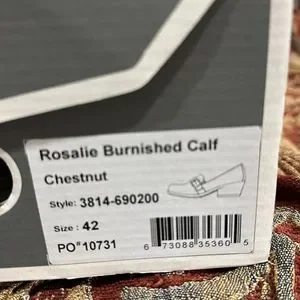 Rosalie Burnished Calf
Chestnut
Style: 3814-690200
Size : 42
PO#10731
6 73088 35360 5